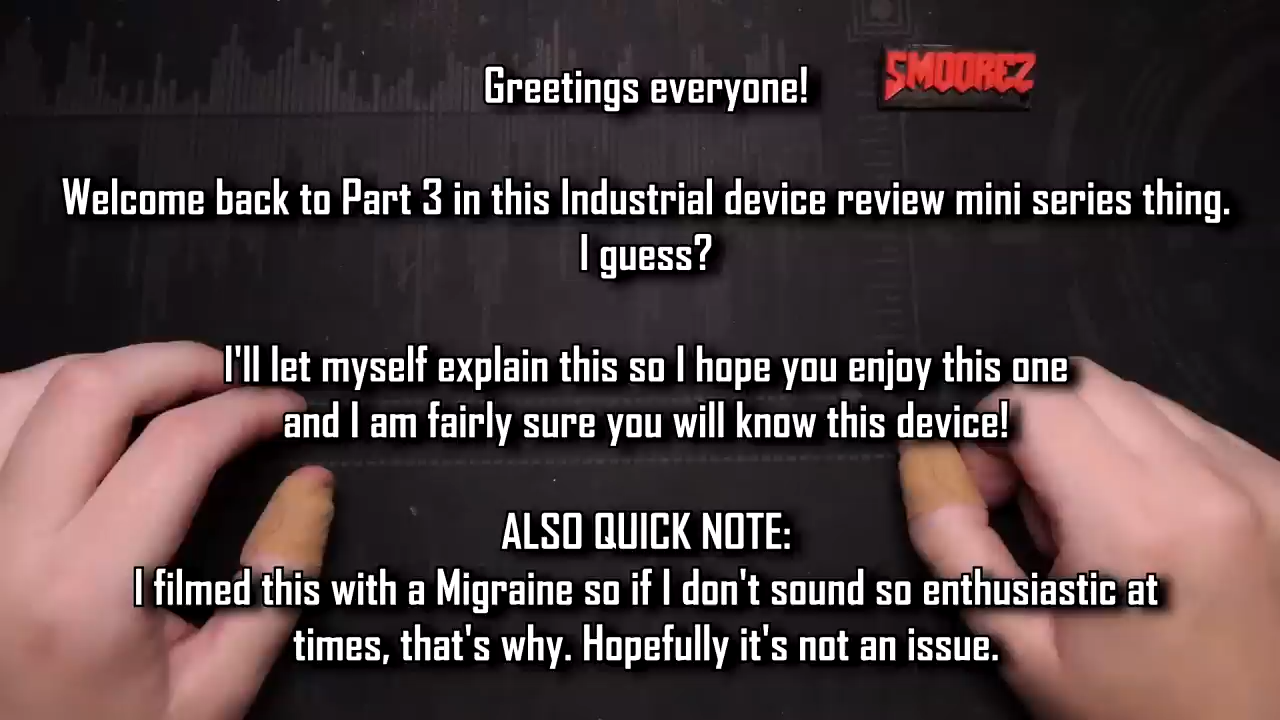 SMOOREZ
Greetings everyone!
Welcome back to Part 3 in this Industrial device review mini series thing.
I guess?
I'll let myself explain this so I hope you enjoy this one
and I am fairly sure you will know this device!
ALSO QUICK NOTE:
I filmed this with a Migraine so if I don't sound so enthusiastic at
times, that's why. Hopefully it's not an issue.